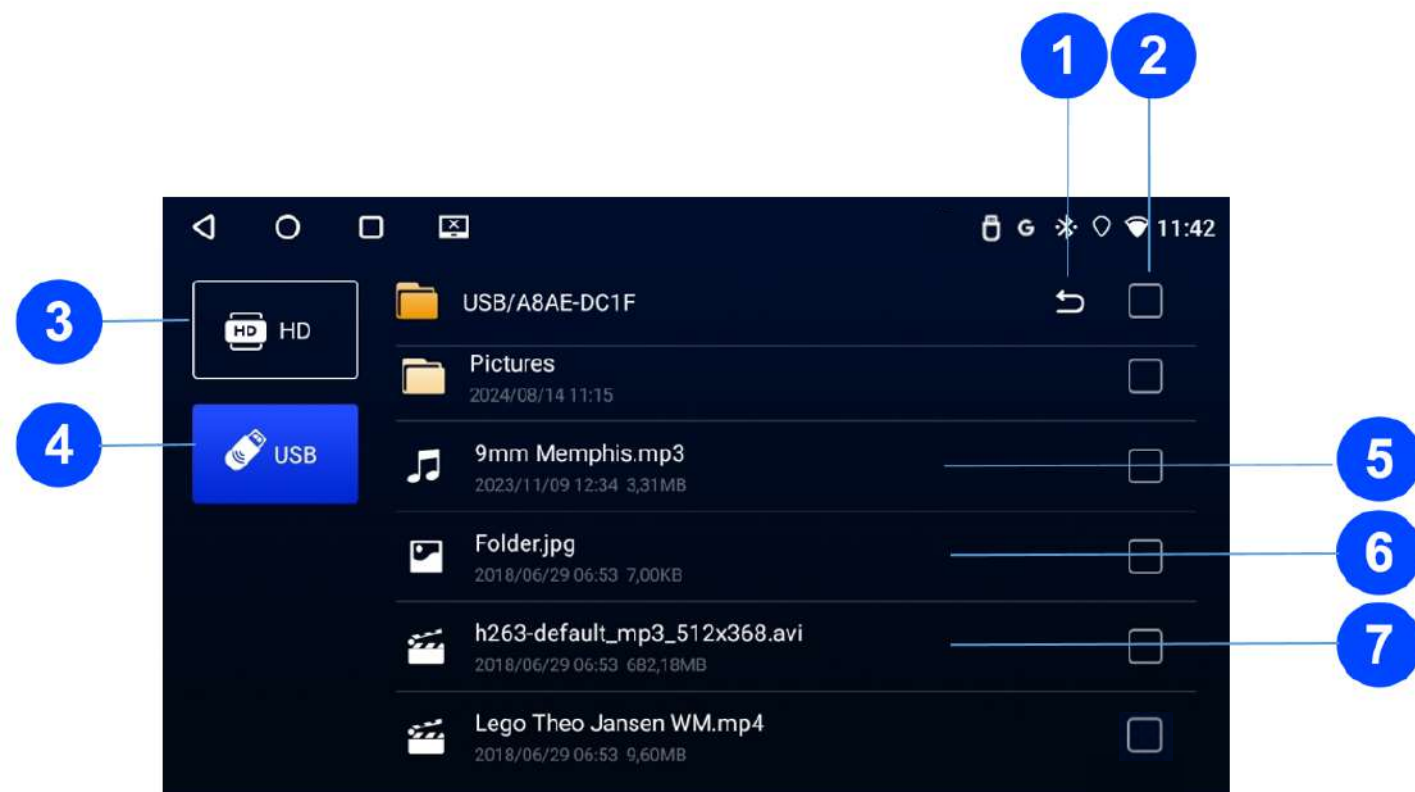 1 2
G 11:42
3
HD HD
USB/A8AE-DC1F
Pictures
2024/08/14 11:15
4
USB
9mm Memphis.mp3
2023/11/09 12:34 3,31MB
5
Folder.jpg
2018/06/29 06:53 7,00KB
6
h263-default_mp3_512x368.avi
2018/06/29 06:53 682,18MB
7
Lego Theo Jansen WM.mp4
2018/06/29 06:53 9,60MB